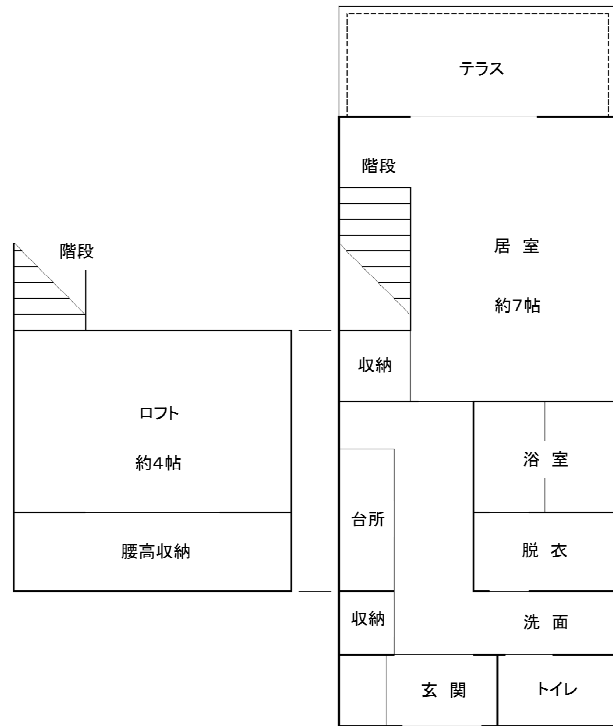 テラス
階段
居 室
約7帖
収納
階段
ロフト
約4帖
腰高収納
浴 室
台所
脱 衣
収納
洗 面
玄 関
トイレ